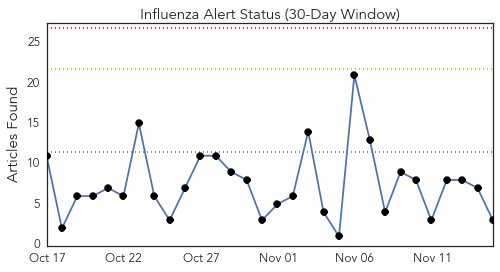 Influenza Alert Status (30-Day Window)
Articles Found
25
20
15
10
5
0
Oct 17 Oct 22 Oct 27 Nov 01 Nov 06 Nov 11